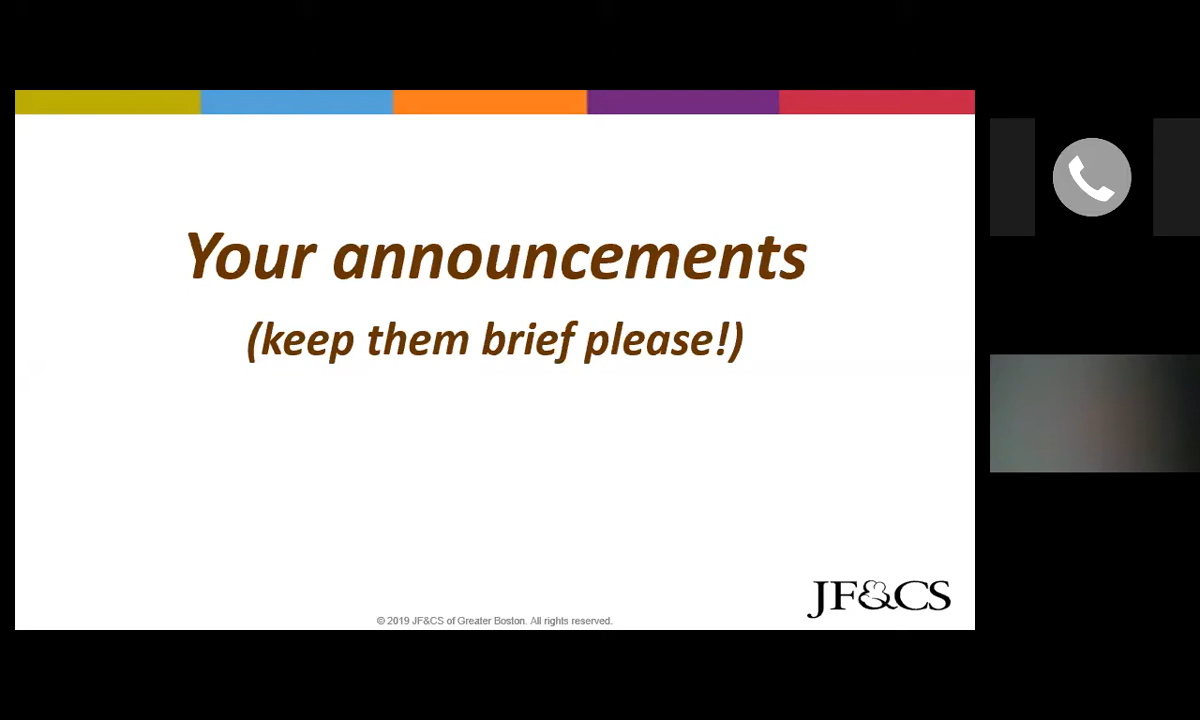 Your announcements
(keep them brief please!)
JF&CS
© 2019 JF&CS of Greater Boston. All rights reserved.